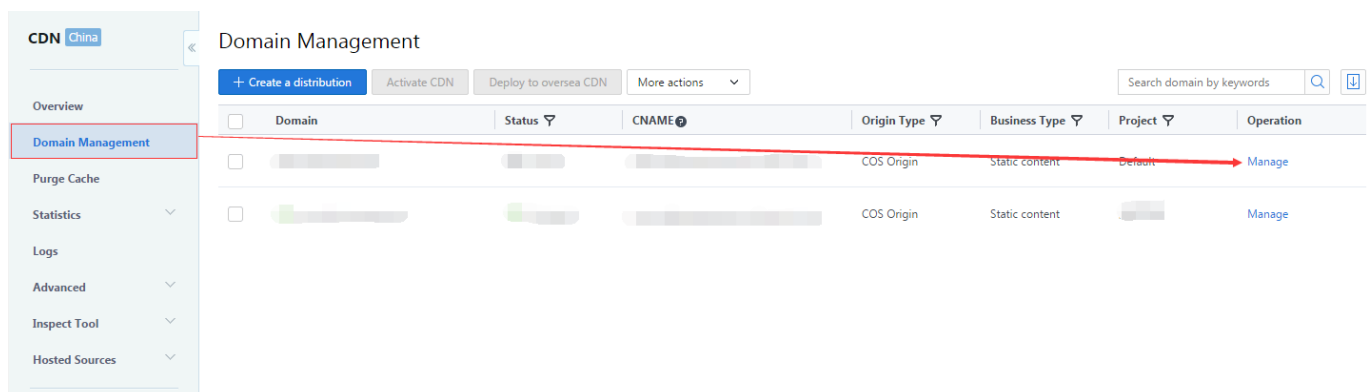 CDN China
Domain Management
+ Create a distribution Activate CDN Deploy to oversea CDN More actions Search domain by keywords
Overview
Domain Management
Purge Cache
Statistics
Logs
Advanced
Inspect Tool
Hosted Sources
Domain Status CNAME Origin Type Business Type Project Operation
COS Origin Static content Default Manage
COS Origin Static content Manage